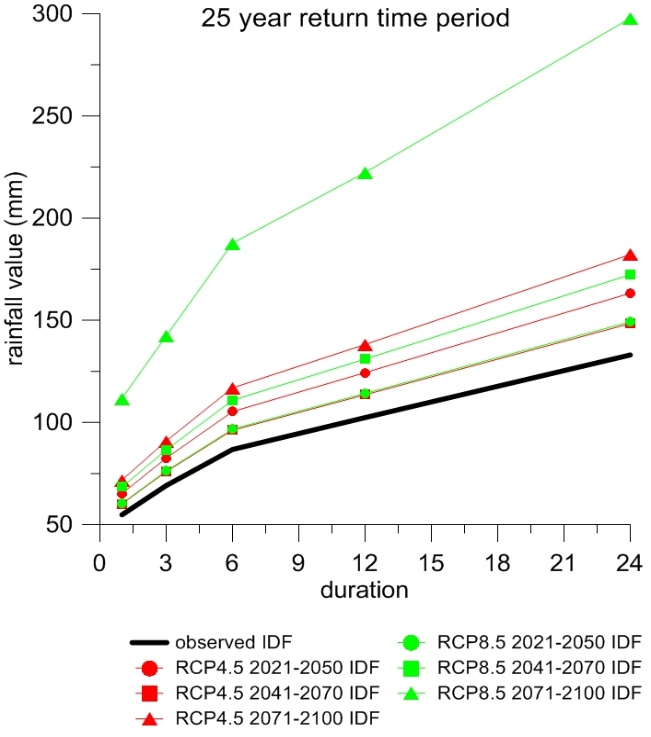 25 year return time period
300
250
200
150
100
50
rainfall value (mm)
0 3 6 9 12 15 18 21 24
duration
observed IDF
RCP4.5 2021-2050 IDF
RCP4.5 2041-2070 IDF
RCP4.5 2071-2100 IDF
RCP8.5 2021-2050 IDF
RCP8.5 2041-2070 IDF
RCP8.5 2071-2100 IDF